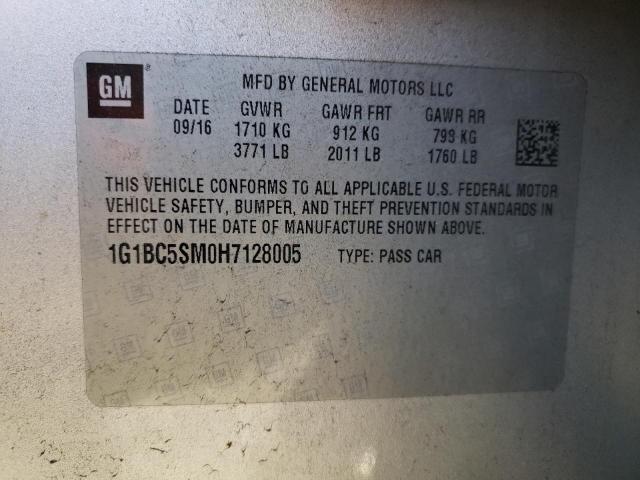 GM ®
MFD BY GENERAL MOTORS LLC
DATE GVWR GAWR FRT GAWR RR
09/16 1710 KG 912 KG 798 KG
3771 LB 2011 LB 1760 LB
THIS VEHICLE CONFORMS TO ALL APPLICABLE U.S. FEDERAL MOTOR
VEHICLE SAFETY, BUMPER, AND THEFT PREVENTION STANDARDS IN
EFFECT ON THE DATE OF MANUFACTURE SHOWN ABOVE.
1G1BC5SM0H7128005 TYPE: PASS CAR